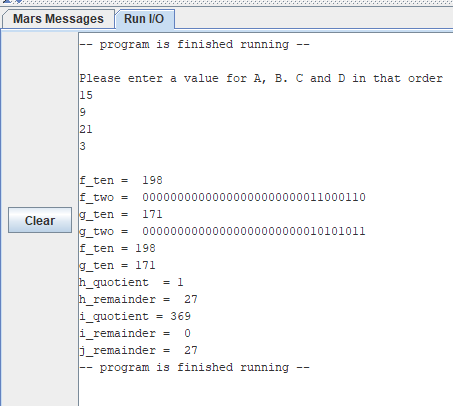 Mars Messages Run I/O
-- program is finished running --
Please enter a value for A, B. C and D in that order
15
9
21
3
f_ten =  198
f_two =  00000000000000000000000011000110
g_ten =  171
g_two =  00000000000000000000000010101011
f_ten = 198
g_ten = 171
h_quotient  = 1
h_remainder =  27
i_quotient = 369
i_remainder =  0
j_remainder =  27
-- program is finished running --
Clear